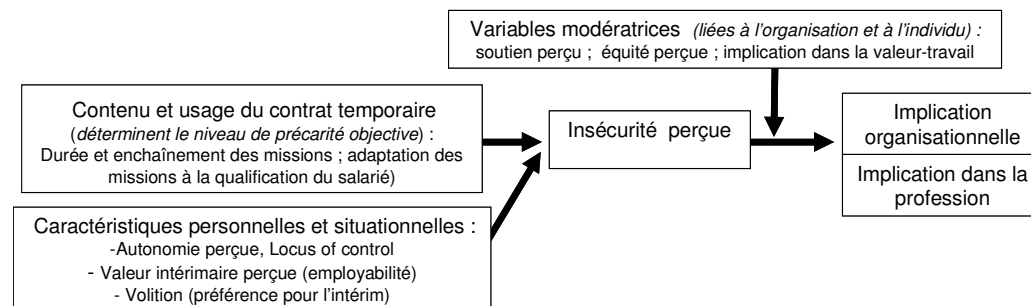 Variables modératrices (liées à l'organisation et à l'individu) :
soutien perçu ; équité perçue ; implication dans la valeur-travail
Contenu et usage du contrat temporaire
(déterminent le niveau de précarité objective) :
Durée et enchaînement des missions ; adaptation des
missions à la qualification du salarié)
Insécurité perçue
Implication
organisationnelle
Implication dans la
profession
Caractéristiques personnelles et situationnelles :
-Autonomie perçue, Locus of control
- Valeur intérimaire perçue (employabilité)
- Volition (préférence pour l'intérim)